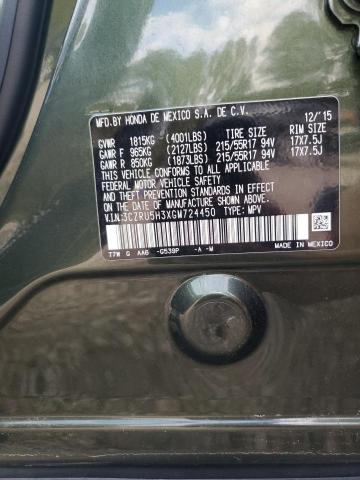 MFD.BY HONDA DE MEXICO S.A. DE C.V. 12/'15
GVWR 1815KG (4001LBS) TIRE SIZE RIM SIZE
GAWR F 965KG (2127LBS) 215/55R17 94V 17X7.5J
GAWR R 850KG (1873LBS) 215/55R17 94V 17X7.5J
THIS VEHICLE CONFORMS TO ALL APPLICABLE
FEDERAL MOTOR VEHICLE SAFETY AND THEFT
PREVENTION STANDARDS IN EFFECT ON THE DATE
OF MANUFACTURE SHOWN ABOVE.
V.I.N:3CZRU5H3XGM724450 TYPE: MPV
T7W G AA6 -G539P -A -M MADE IN MEXICO